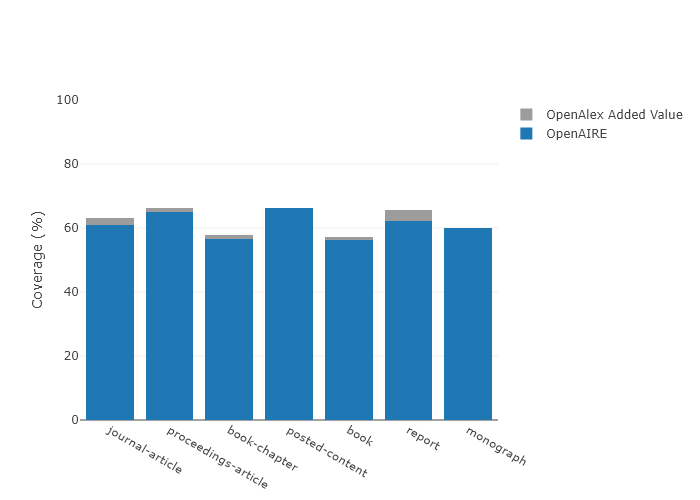 100
80
60
40
20
0
Coverage (%)
journal-article
proceedings-article
book-chapter
posted-content
book
report
monograph
OpenAlex Added Value
OpenAIRE